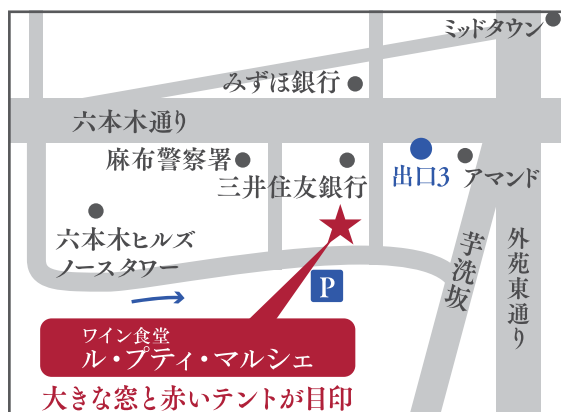 ミッドタウン
みずほ銀行
六本木通り
麻布警察署
三井住友銀行
出口3
アマンド
六本木ヒルズ
ノースタワー
芋洗坂
外苑東通り
P
ワイン食堂
ル・プティ・マルシェ
大きな窓と赤いテントが目印